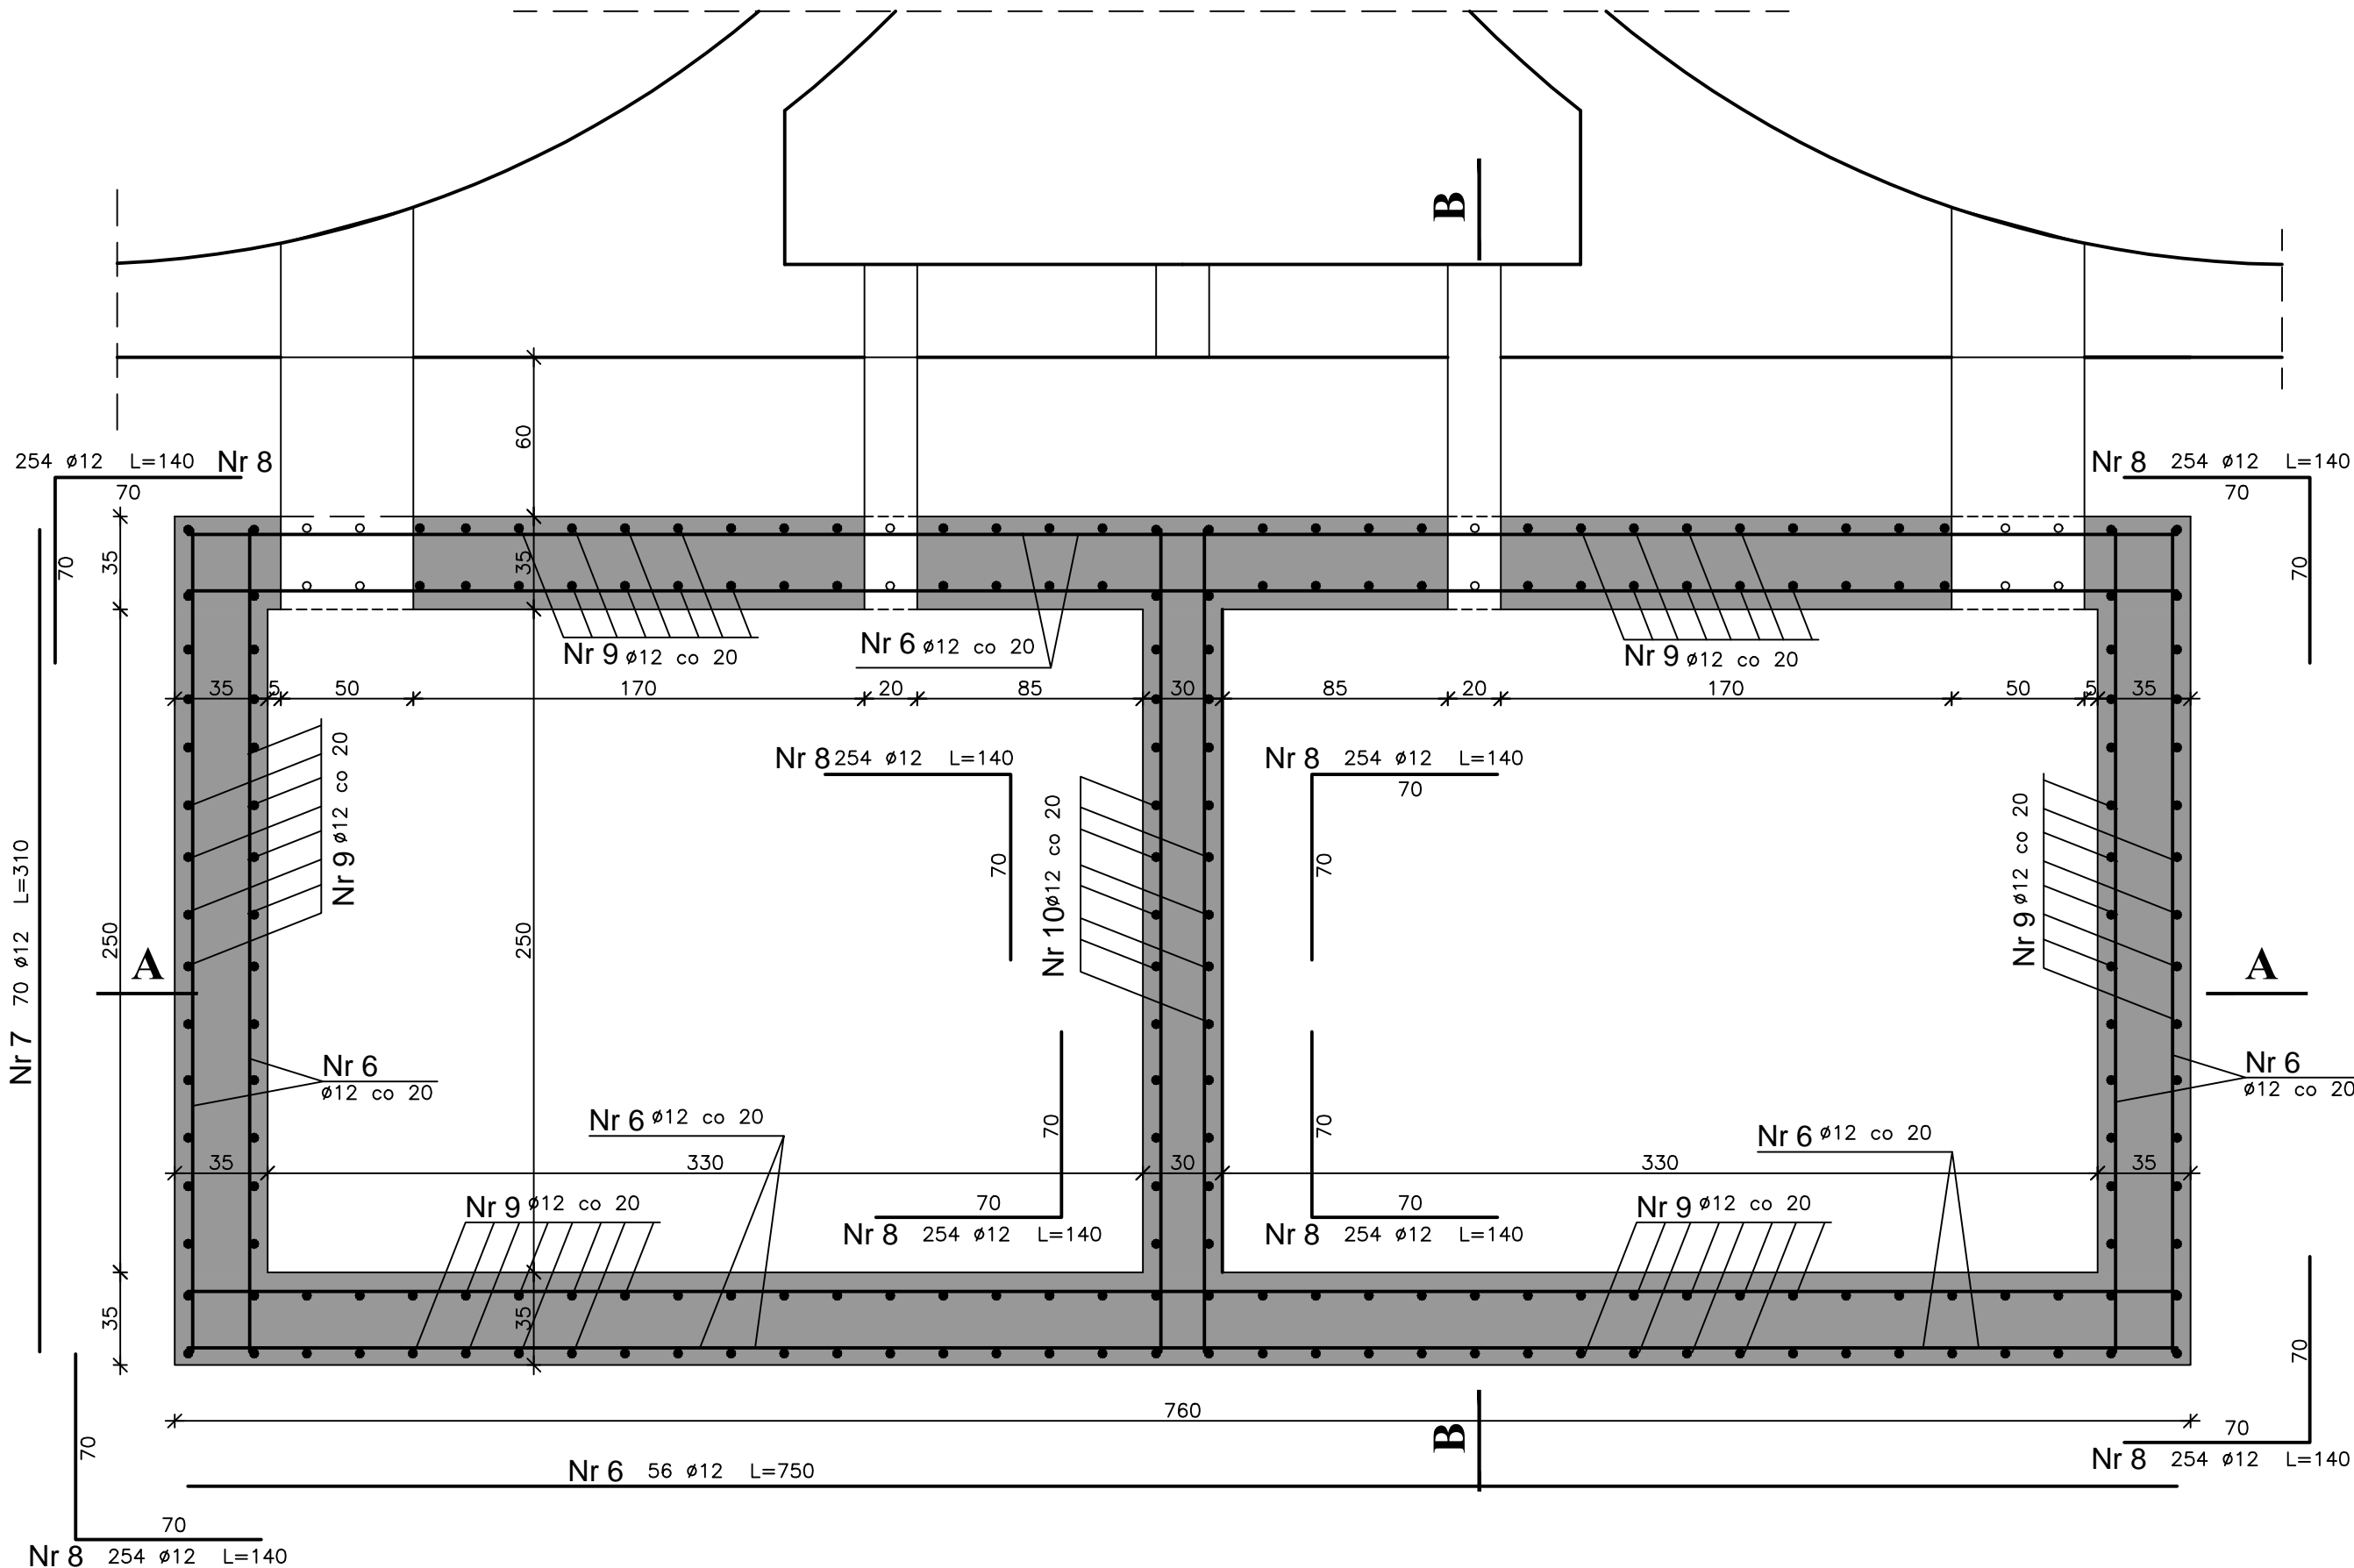 B
60
254 ø12 L=140 Nr 8
70
70
Nr 8 254 ø12 L=140
70
70
35
35
Nr 9 ø12 co 20
Nr 6 ø12 co 20
Nr 9 ø12 co 20
35 5 50 170 20 85 30 85 20 170 50 5 35
Nr 8 254 ø12 L=140
70
Nr 8 254 ø12 L=140
70
70
Nr 9 ø12 co 20
Nr 10 ø12 co 20
Nr 9 ø12 co 20
Nr 7 70 ø12 L=310
250
250
A
A
Nr 6
ø12 co 20
Nr 6
ø12 co 20
Nr 6 ø12 co 20
70
70
Nr 6 ø12 co 20
35 330 30 330 35
Nr 9 ø12 co 20
70
Nr 8 254 ø12 L=140
70
Nr 8 254 ø12 L=140
Nr 9 ø12 co 20
35
35
70
760
B
70
Nr 8 254 ø12 L=140
70
Nr 6 56 ø12 L=750
70
Nr 8 254 ø12 L=140